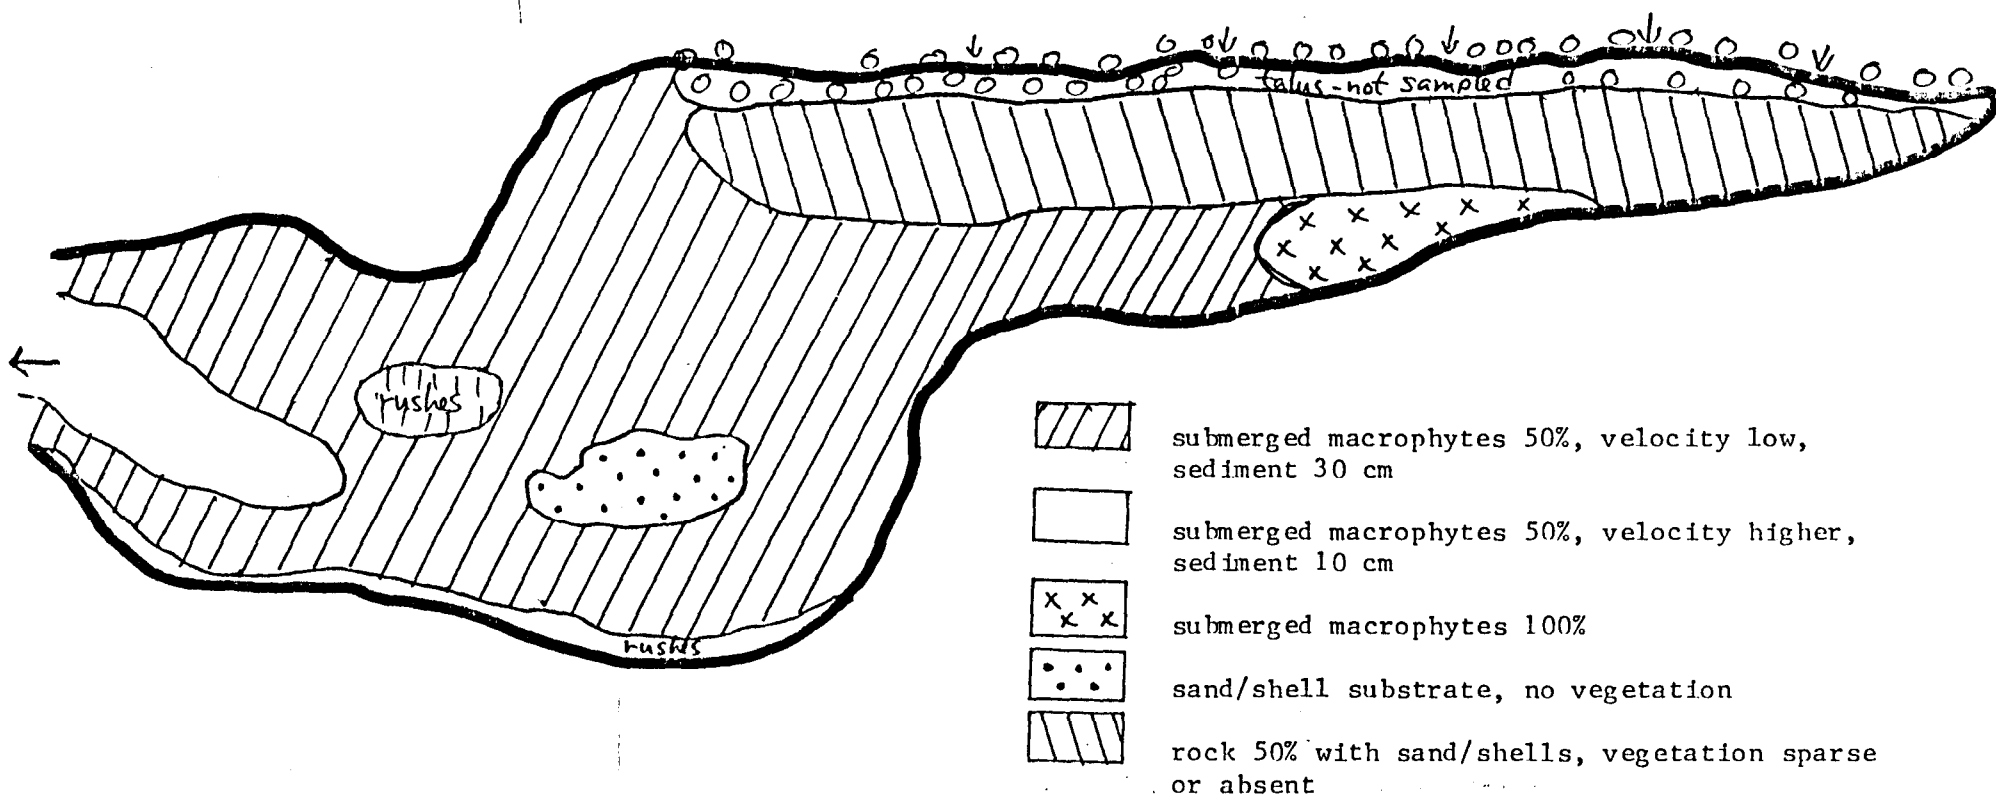 talus-not sampled
rushes
rushs
submerged macrophytes 50%, velocity low,
sediment 30 cm
submerged macrophytes 50%, velocity higher,
sediment 10 cm
submerged macrophytes 100%
sand/shell substrate, no vegetation
rock 50% with sand/shells, vegetation sparse
or absent